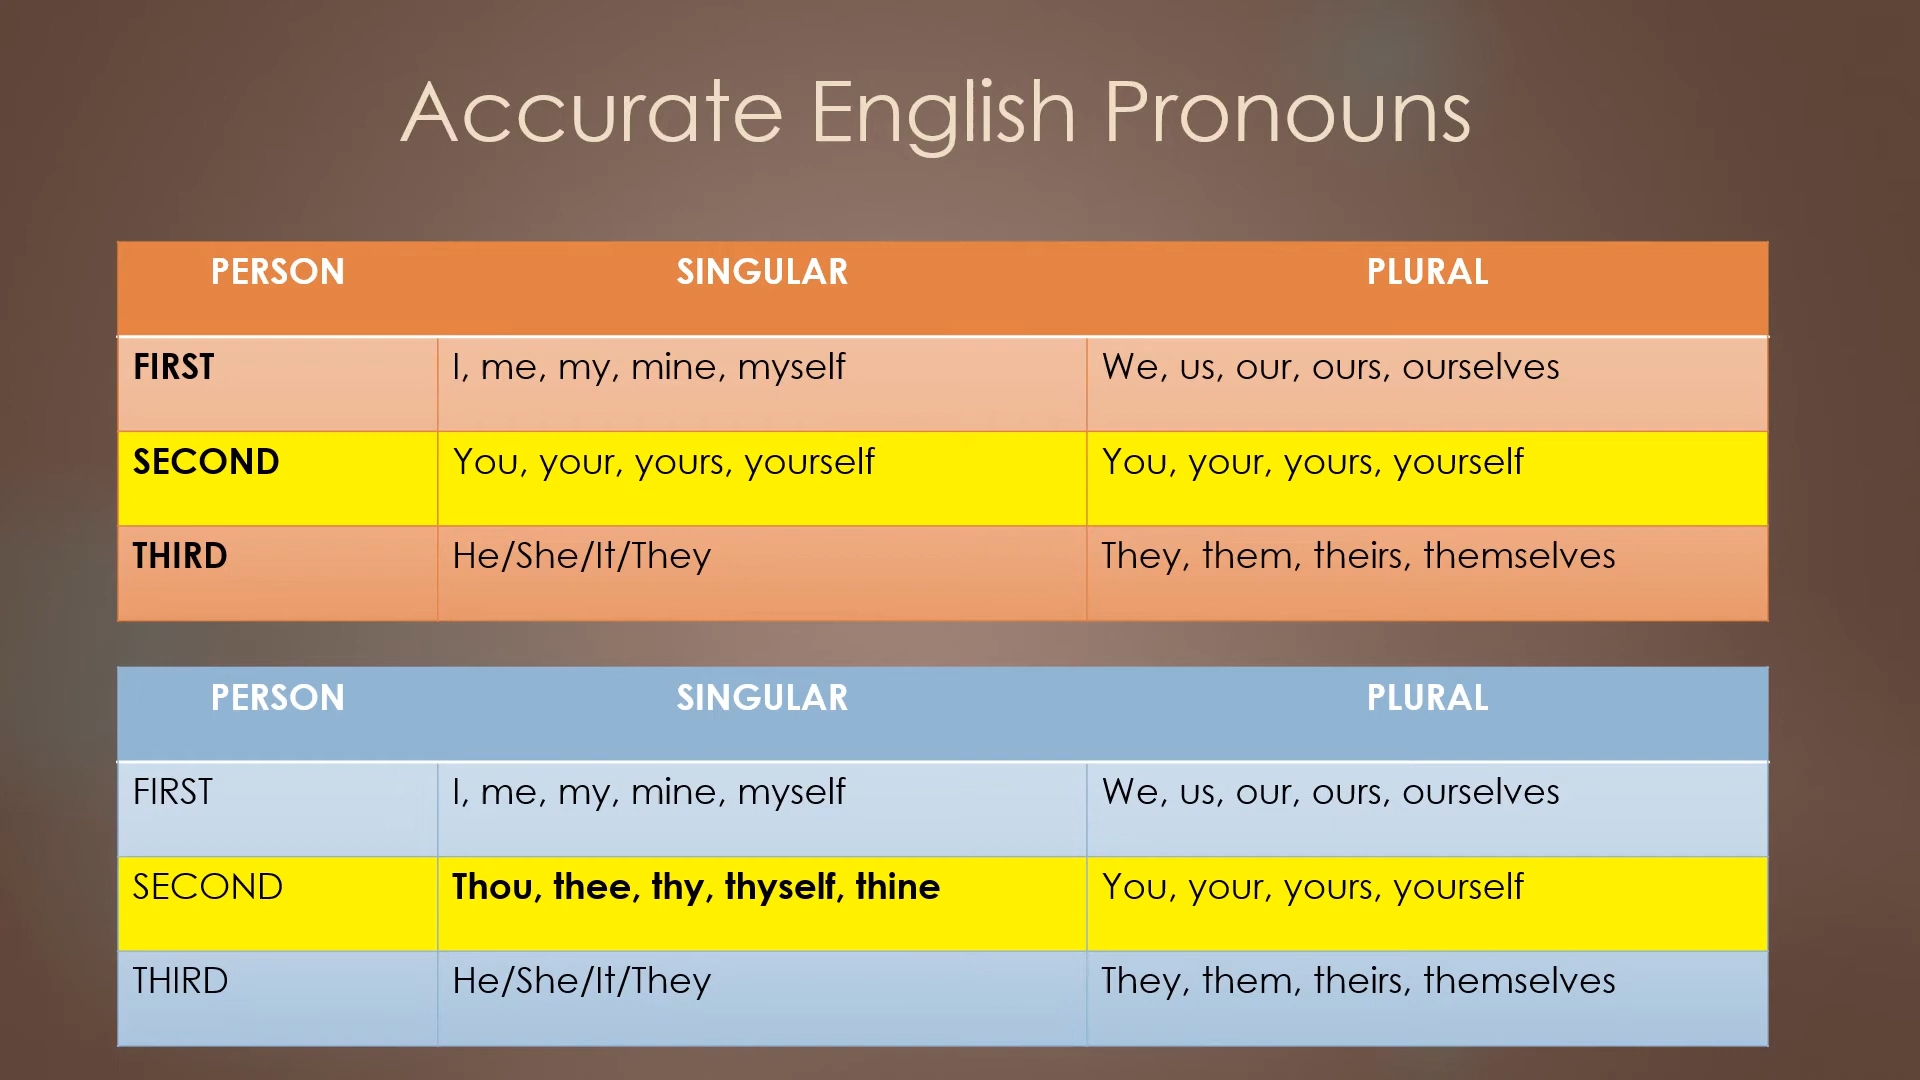 Accurate English Pronouns
PERSON SINGULAR PLURAL
FIRST I, me, my, mine, myself We, us, our, ours, ourselves
SECOND You, your, yours, yourself You, your, yours, yourself
THIRD He/She/It/They They, them, theirs, themselves
PERSON SINGULAR PLURAL
FIRST I, me, my, mine, myself We, us, our, ours, ourselves
SECOND Thou, thee, thy, thyself, thine You, your, yours, yourself
THIRD He/She/It/They They, them, theirs, themselves